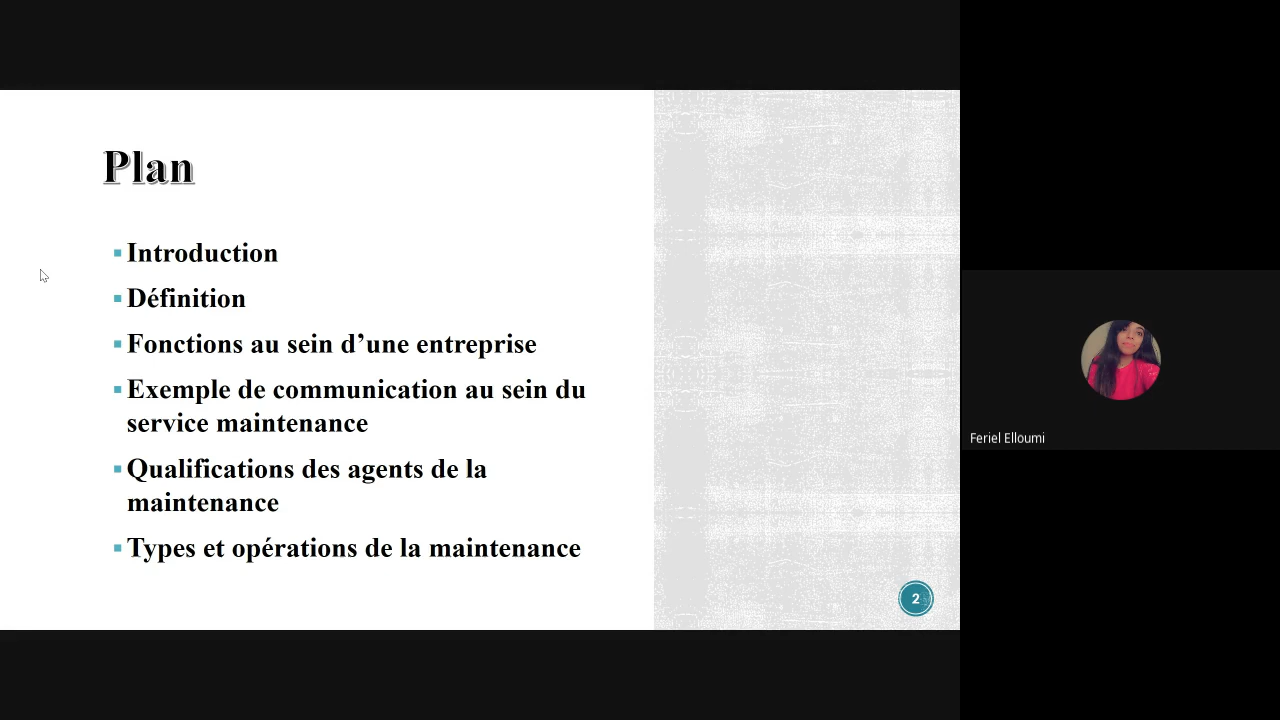 Plan
Introduction
Définition
Fonctions au sein d’une entreprise
Exemple de communication au sein du
service maintenance
Qualifications des agents de la
maintenance
Types et opérations de la maintenance
2
Feriel Elloumi